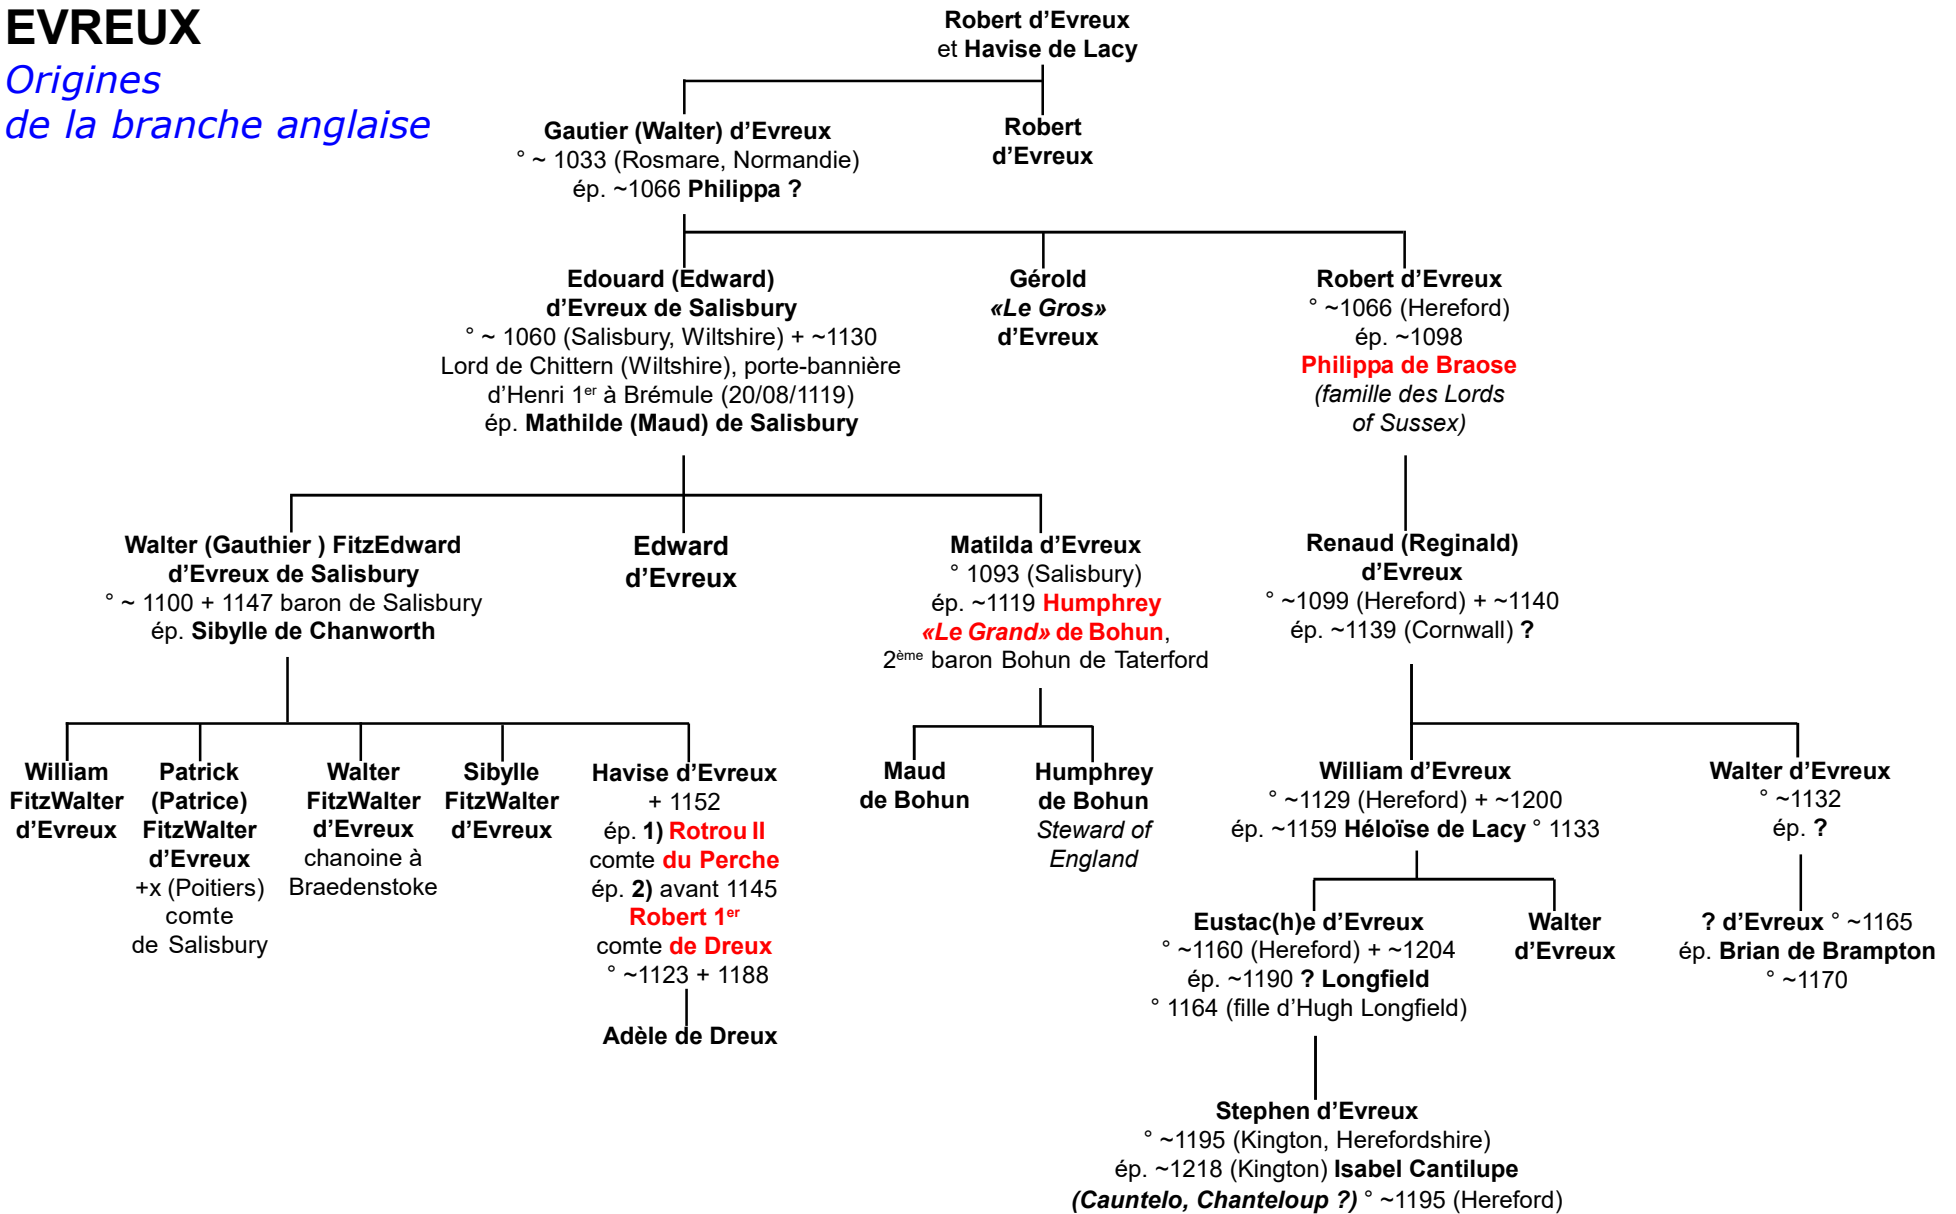 EVREUX
Origines
de la branche anglaise
Robert d’Evreux
et Havise de Lacy
Gautier (Walter) d’Evreux
° ~ 1033 (Rosmare, Normandie)
ép. ~1066 Philippa ?
Robert
d’Evreux
Edouard (Edward)
d’Evreux de Salisbury
° ~ 1060 (Salisbury, Wiltshire) + ~1130
Lord de Chittern (Wiltshire), porte-bannière
d’Henri 1er à Brémule (20/08/1119)
ép. Mathilde (Maud) de Salisbury
Gérold
«Le Gros»
d’Evreux
Robert d’Evreux
° ~1066 (Hereford)
ép. ~1098
Philippa de Braose
(famille des Lords
of Sussex)
Walter (Gauthier ) FitzEdward
d’Evreux de Salisbury
° ~ 1100 + 1147 baron de Salisbury
ép. Sibylle de Chanworth
Edward
d’Evreux
Matilda d’Evreux
° 1093 (Salisbury)
ép. ~1119 Humphrey
«Le Grand» de Bohun,
2ème baron Bohun de Taterford
Renaud (Reginald)
d’Evreux
° ~1099 (Hereford) + ~1140
ép. ~1139 (Cornwall) ?
William
FitzWalter
d’Evreux
Patrick
(Patrice)
FitzWalter
d’Evreux
+x (Poitiers)
comte
de Salisbury
Walter
FitzWalter
d’Evreux
chanoine à
Braedenstoke
Sibylle
FitzWalter
d’Evreux
Havise d’Evreux
+ 1152
ép. 1) Rotrou II
comte du Perche
ép. 2) avant 1145
Robert 1er
comte de Dreux
° ~1123 + 1188
Adèle de Dreux
Maud
de Bohun
Humphrey
de Bohun
Steward of
England
William d’Evreux
° ~1129 (Hereford) + ~1200
ép. ~1159 Héloïse de Lacy ° 1133
Walter d’Evreux
° ~1132
ép. ?
Eustac(h)e d’Evreux
° ~1160 (Hereford) + ~1204
ép. ~1190 ? Longfield
° 1164 (fille d’Hugh Longfield)
Walter
d’Evreux
? d’Evreux ° ~1165
ép. Brian de Brampton
° ~1170
Stephen d’Evreux
° ~1195 (Kington, Herefordshire)
ép. ~1218 (Kington) Isabel Cantilupe
(Cauntelo, Chanteloup ?) ° ~1195 (Hereford)